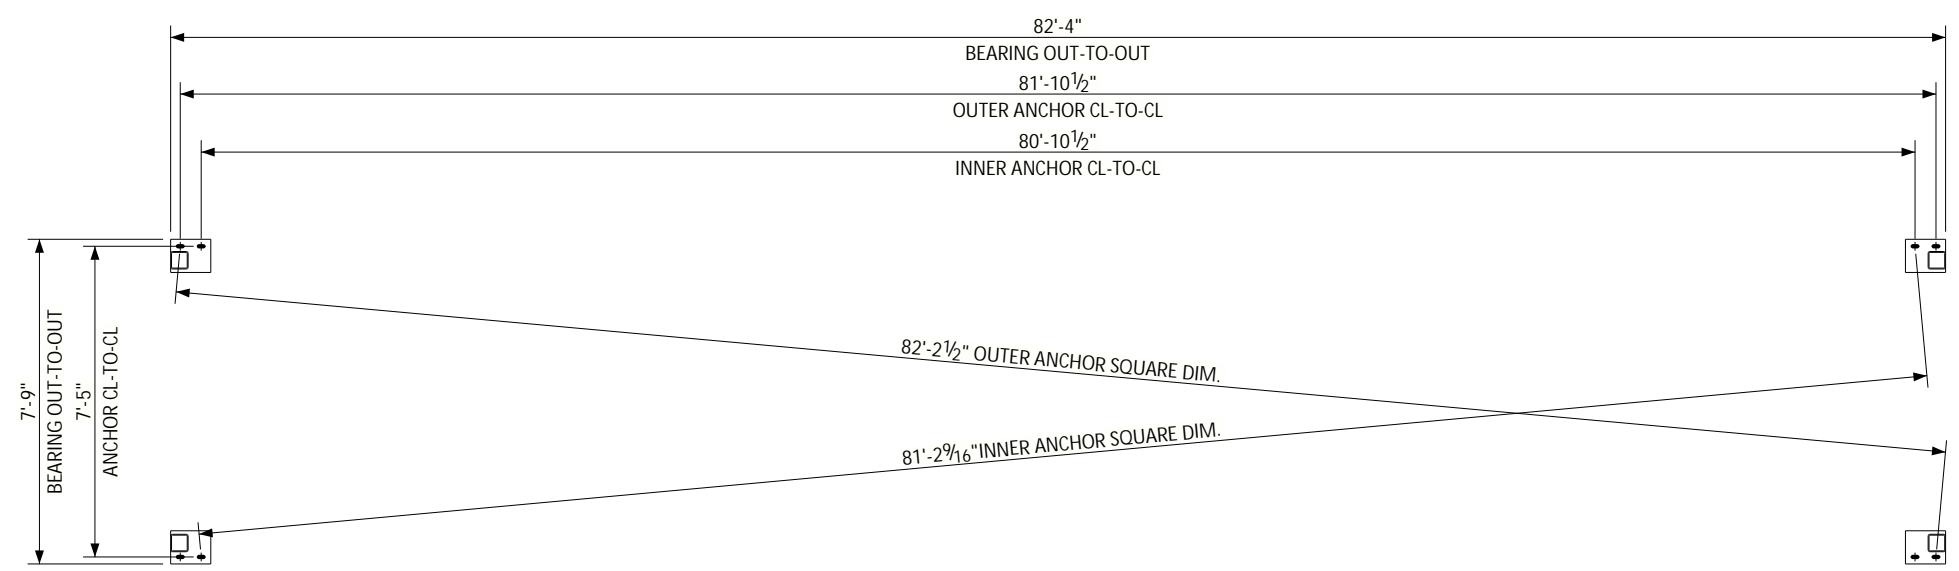 82'-4"
BEARING OUT-TO-OUT
81'-10½"
OUTER ANCHOR CL-TO-CL
80'-10½"
INNER ANCHOR CL-TO-CL
7'-9"
BEARING OUT-TO-OUT
7'-5"
ANCHOR CL-TO-CL
82'-2½" OUTER ANCHOR SQUARE DIM.
81'-29/16"INNER ANCHOR SQUARE DIM.